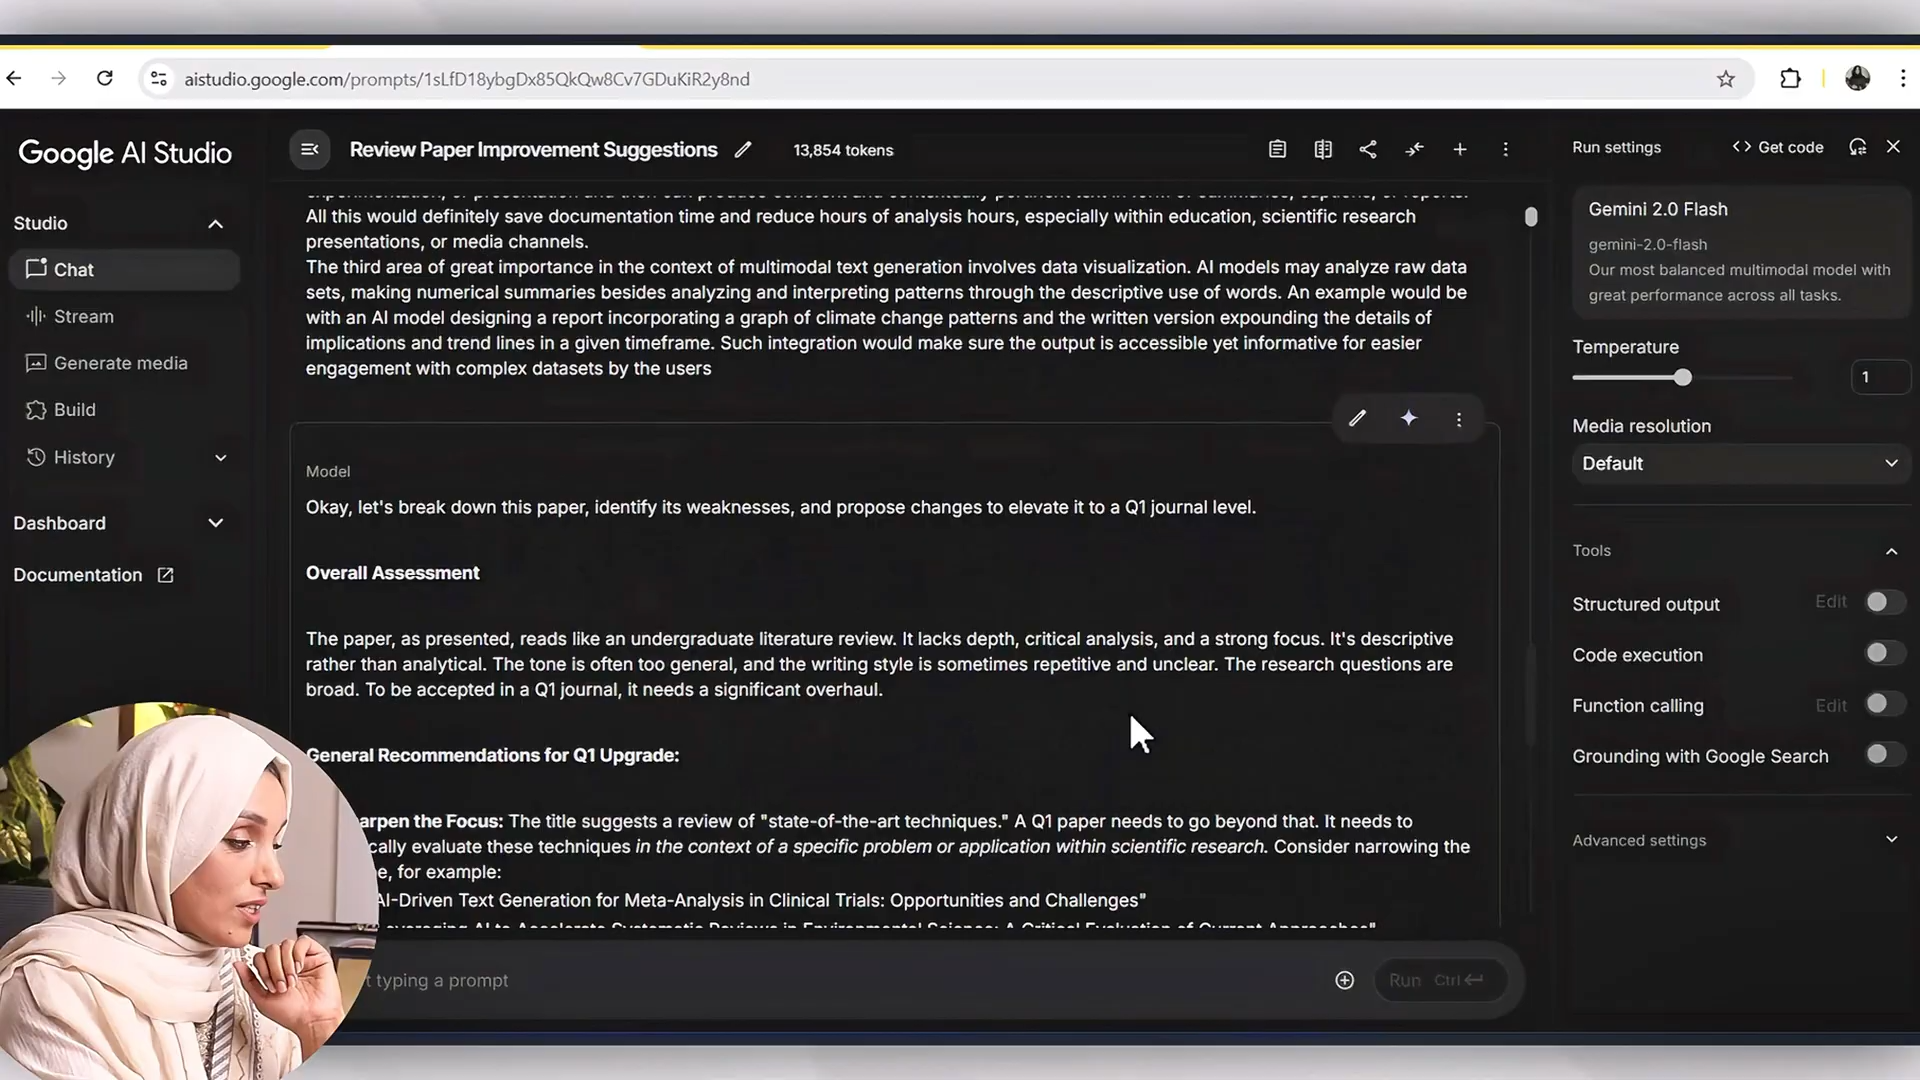 aistudio.google.com/prompts/1sLfD18ybgDx85QkQw8Cv7GDuKiR2y8nd
Google AI Studio
Review Paper Improvement Suggestions
13,854 tokens
Run settings
Get code
Studio
Chat
Stream
Generate media
Build
History
Dashboard
Documentation
All this would definitely save documentation time and reduce hours of analysis hours, especially within education, scientific research
presentations, or media channels.
The third area of great importance in the context of multimodal text generation involves data visualization. AI models may analyze raw data
sets, making numerical summaries besides analyzing and interpreting patterns through the descriptive use of words. An example would be
with an AI model designing a report incorporating a graph of climate change patterns and the written version expounding the details of
implications and trend lines in a given timeframe. Such integration would make sure the output is accessible yet informative for easier
engagement with complex datasets by the users
Model
Okay, let's break down this paper, identify its weaknesses, and propose changes to elevate it to a Q1 journal level.
Overall Assessment
The paper, as presented, reads like an undergraduate literature review. It lacks depth, critical analysis, and a strong focus. It's descriptive
rather than analytical. The tone is often too general, and the writing style is sometimes repetitive and unclear. The research questions are
broad. To be accepted in a Q1 journal, it needs a significant overhaul.
General Recommendations for Q1 Upgrade:
arpen the Focus: The title suggests a review of "state-of-the-art techniques." A Q1 paper needs to go beyond that. It needs to
cally evaluate these techniques in the context of a specific problem or application within scientific research. Consider narrowing the
e, for example:
AI-Driven Text Generation for Meta-Analysis in Clinical Trials: Opportunities and Challenges"
everaging AI to Accelerate Systematic Reviews in Environmental Science: A Critical Evaluation of Current Approaches"
t typing a prompt
Run Ctrl
Gemini 2.0 Flash
gemini-2.0-flash
Our most balanced multimodal model with
great performance across all tasks.
Temperature
1
Media resolution
Default
Tools
Structured output
Edit
Code execution
Function calling
Edit
Grounding with Google Search
Advanced settings